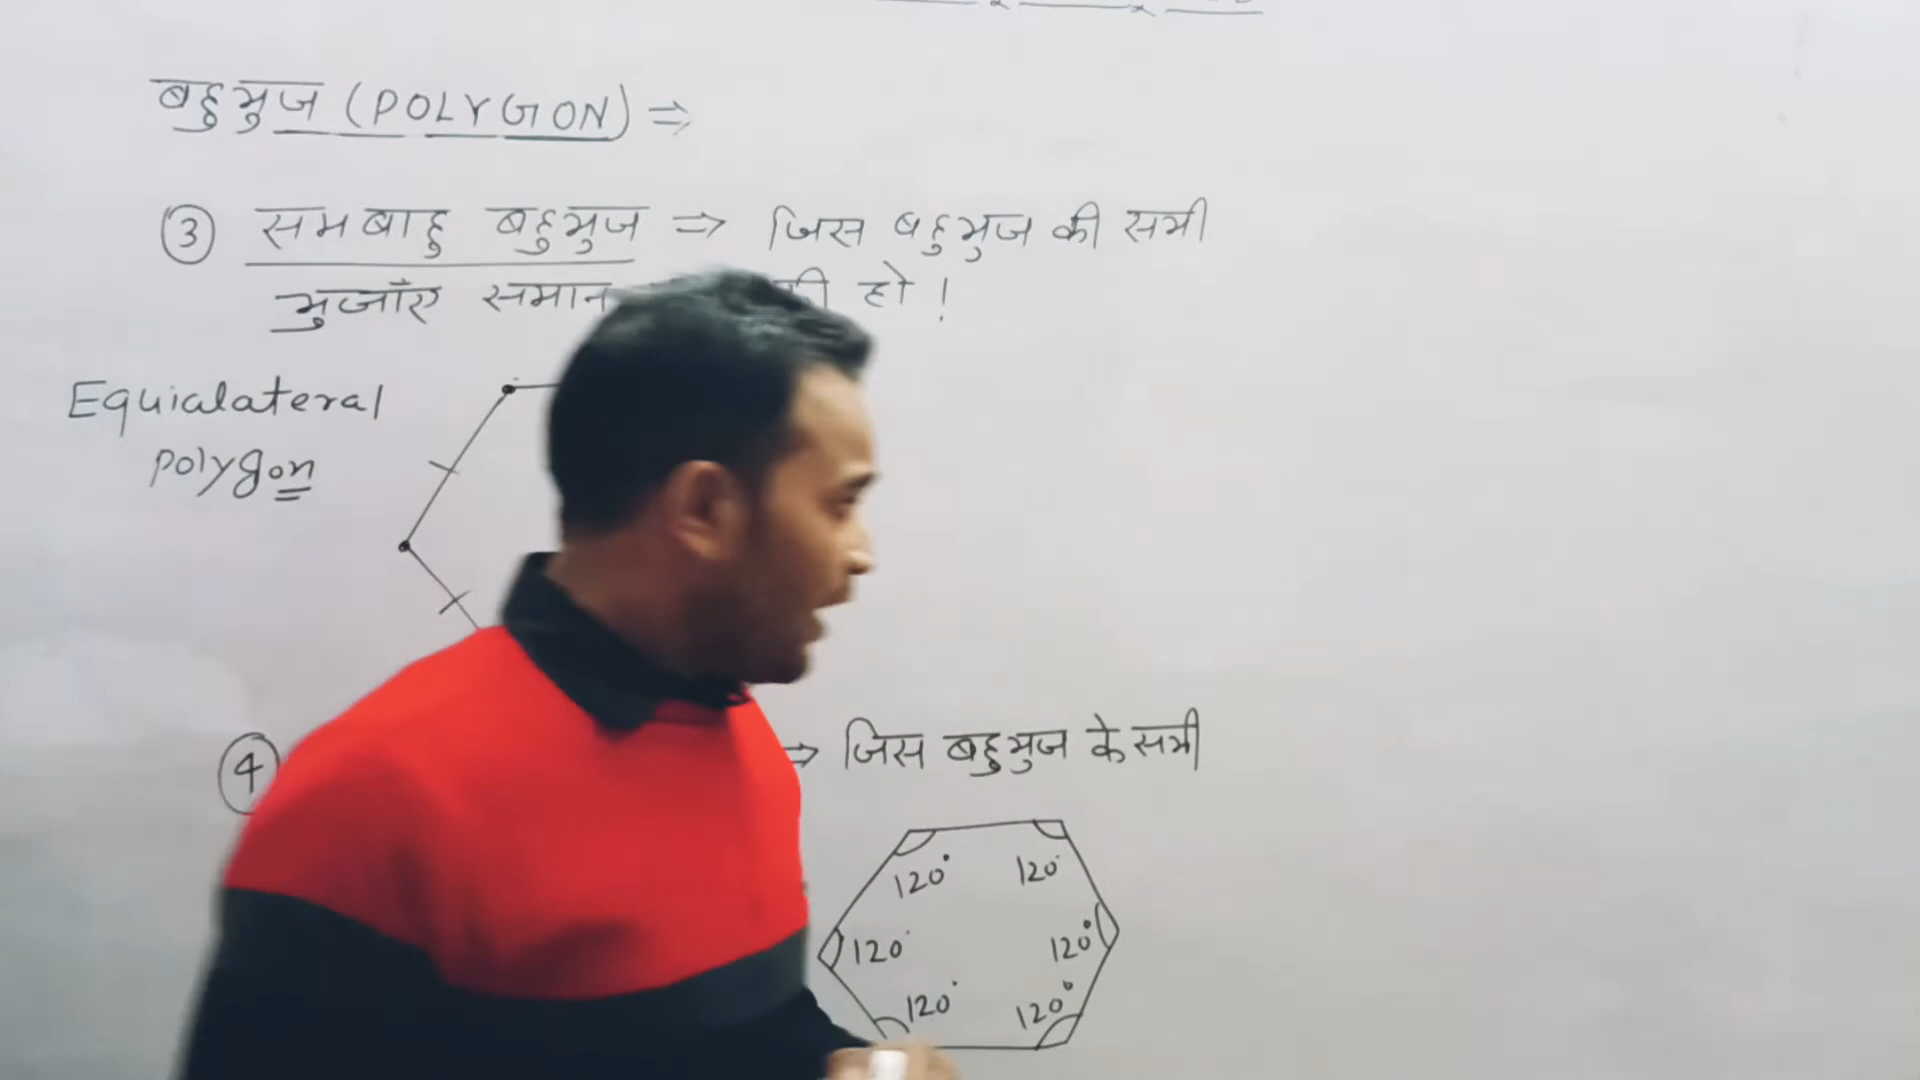 बहुभुज (POLYGON) ⇒
③ समबाहु बहुभुज ⇒ जिस बहुभुज की सभी
भुजाँए समान हो !
Equialateral
polygon
④ ⇒ जिस बहुभुज के सभी
120° 120°
120° 120°
120° 120°